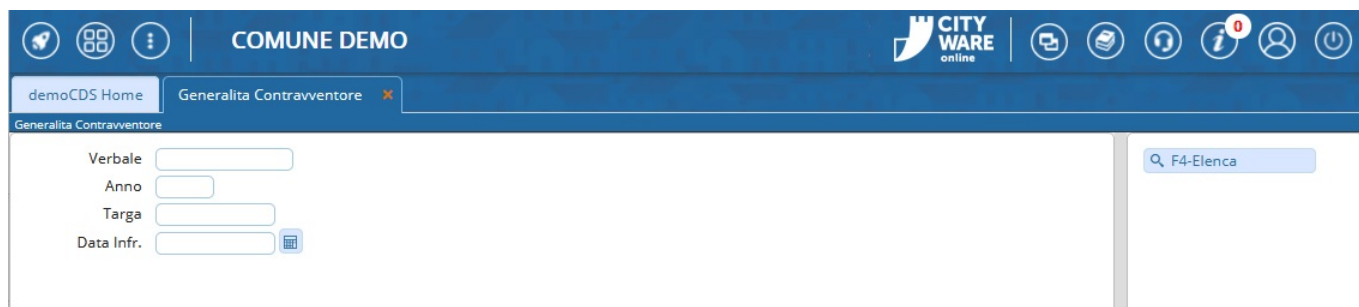 COMUNE DEMO
CITY
WARE
online
0
demoCDS Home
Generalita Contravventore
Generalita Contravventore
Verbale
Anno
Targa
Data Infr.
F4-Elenca